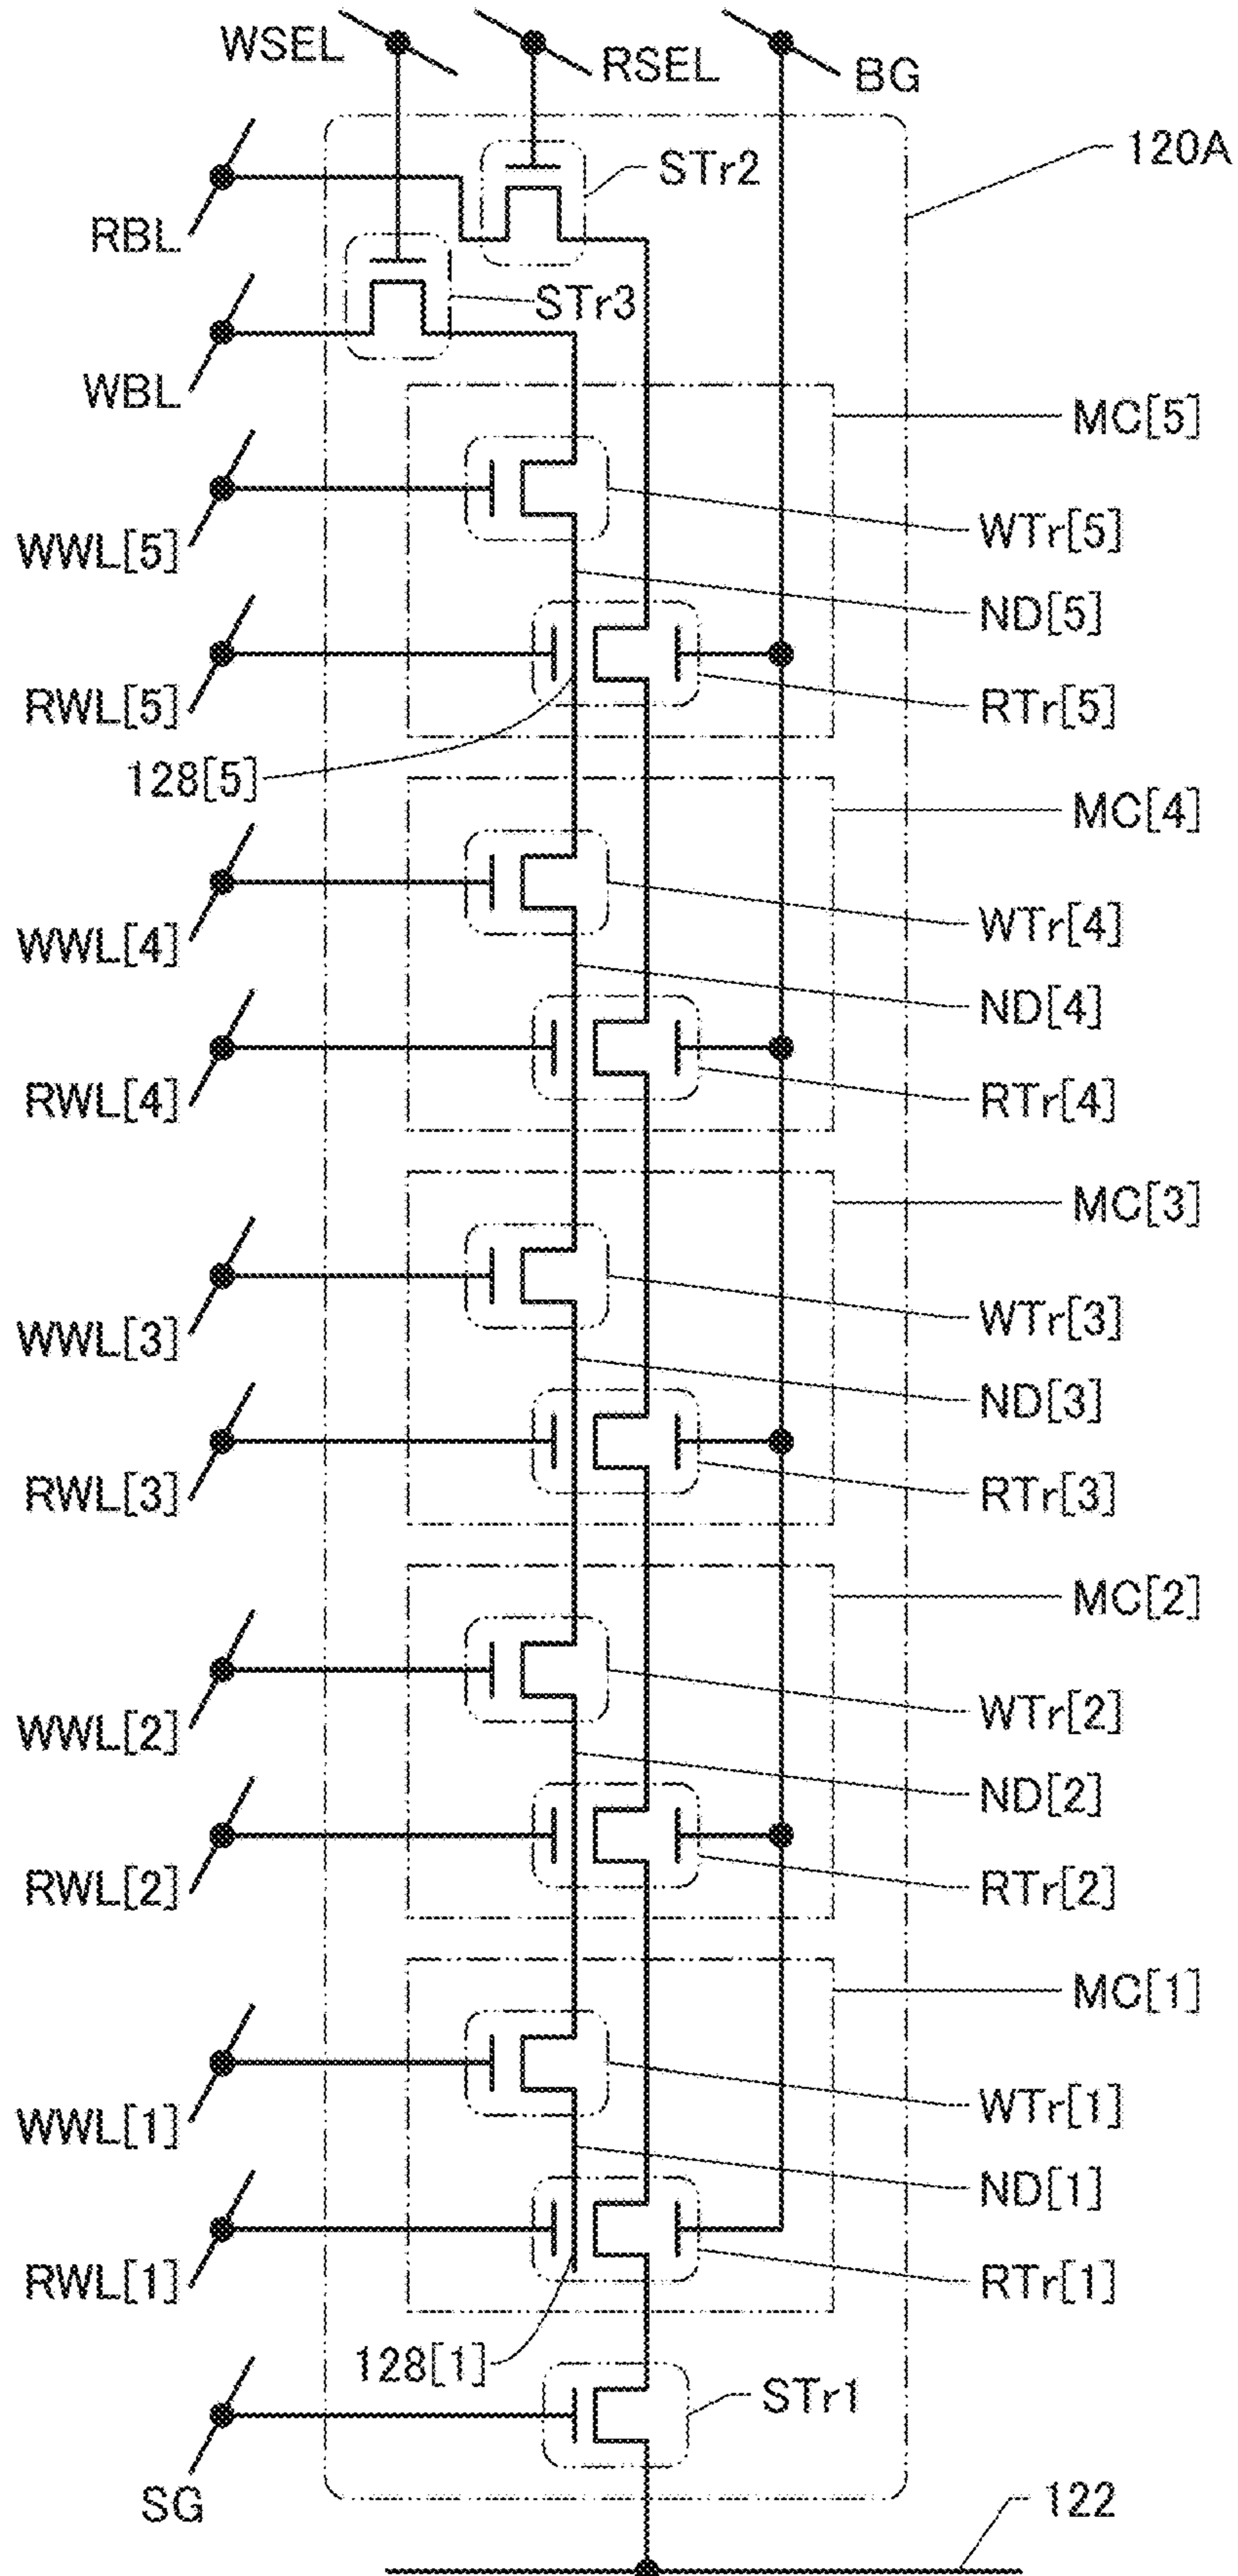 WSEL
RSEL
BG
120A
STr2
RBL
STr3
WBL
MC[5]
WWL[5]
WTr[5]
ND[5]
RWL[5]
RTr[5]
128[5]
MC[4]
WWL[4]
WTr[4]
ND[4]
RWL[4]
RTr[4]
MC[3]
WWL[3]
WTr[3]
ND[3]
RWL[3]
RTr[3]
MC[2]
WWL[2]
WTr[2]
ND[2]
RWL[2]
RTr[2]
MC[1]
WWL[1]
WTr[1]
ND[1]
RWL[1]
RTr[1]
128[1]
STr1
SG
122